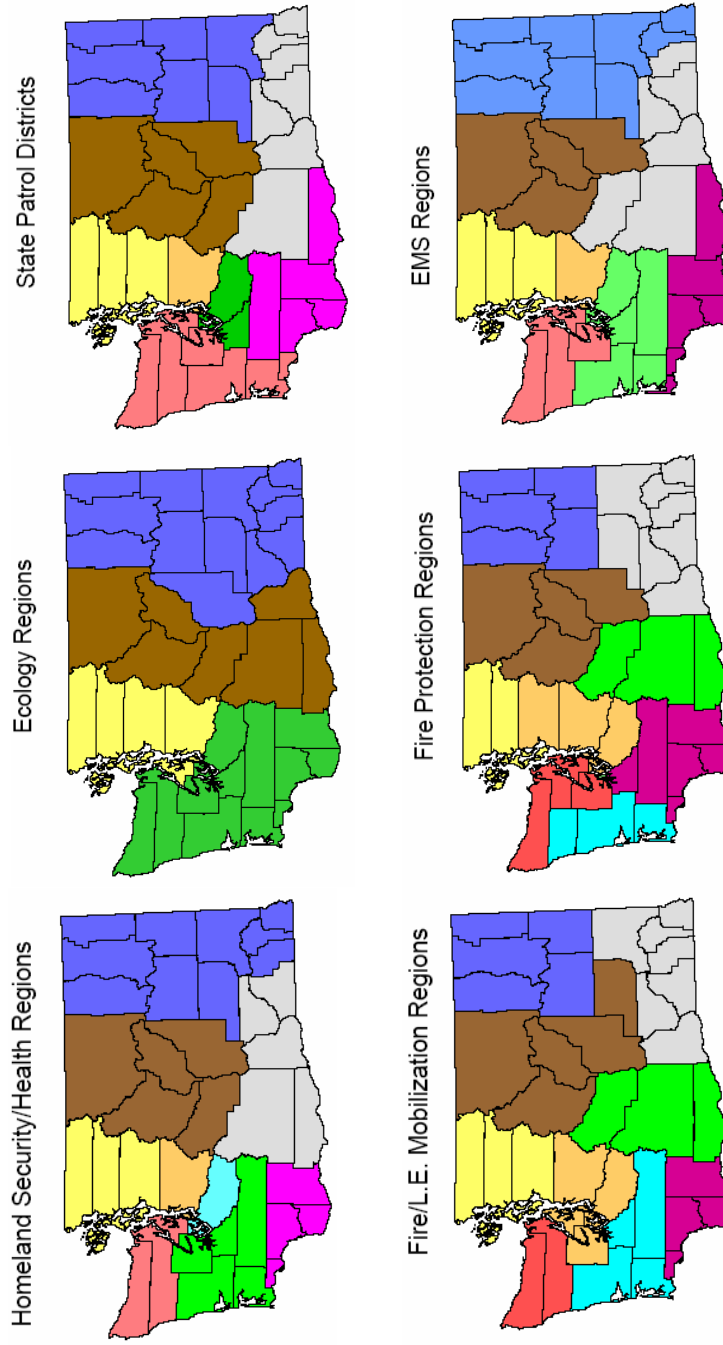 Homeland Security/Health Regions
Ecology Regions
State Patrol Districts
Fire/L.E. Mobilization Regions
Fire Protection Regions
EMS Regions